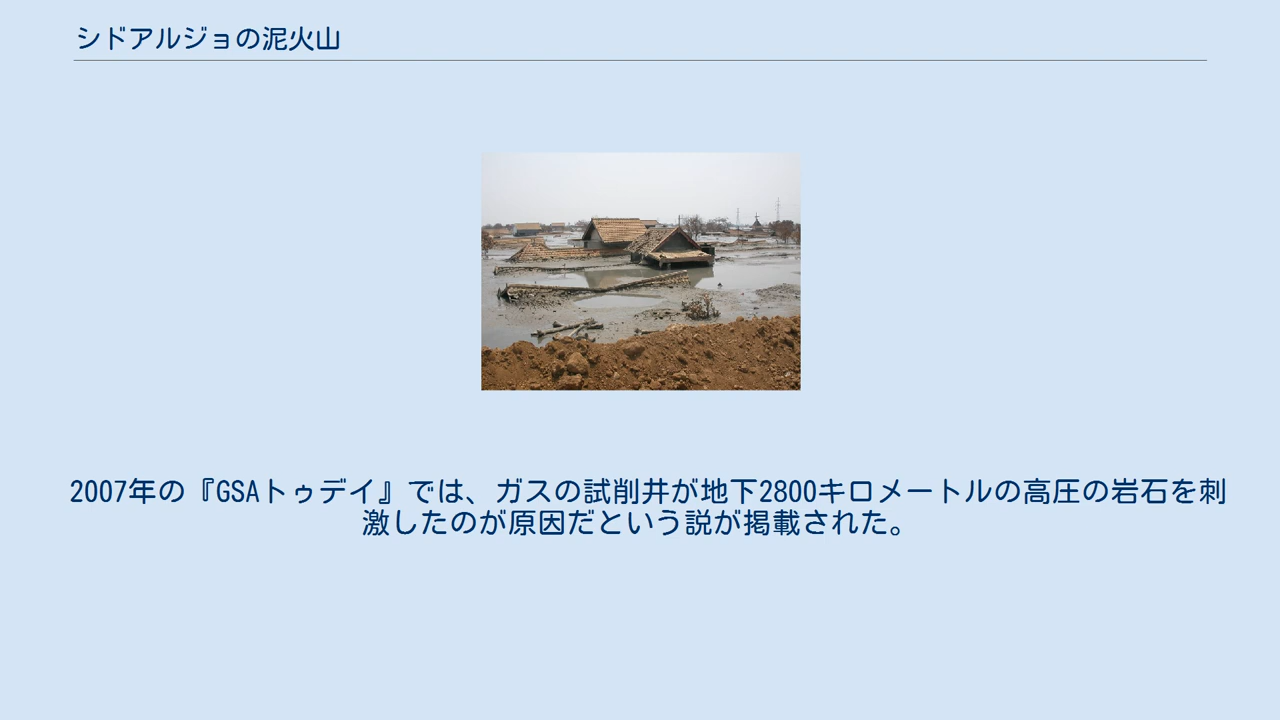 シドアルジョの泥火山
2007年の『GSAトゥデイ』では、ガスの試削井が地下2800キロメートルの高圧の岩石を刺
激したのが原因だという説が掲載された。